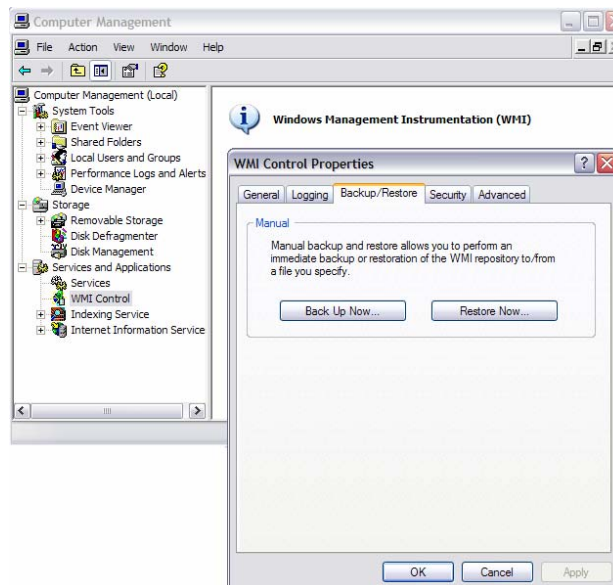 Computer Management
File Action View Window Help
Computer Management (Local)
System Tools
Event Viewer
Shared Folders
Local Users and Groups
Performance Logs and Alerts
Device Manager
Storage
Removable Storage
Disk Defragmenter
Disk Management
Services and Applications
Services
WMI Control
Indexing Service
Internet Information Service
Windows Management Instrumentation (WMI)
WMI Control Properties
General Logging Backup/Restore Security Advanced
Manual
Manual backup and restore allows you to perform an
immediate backup or restoration of the WMI repository to/from
a file you specify.
Back Up Now... Restore Now...
OK Cancel Apply